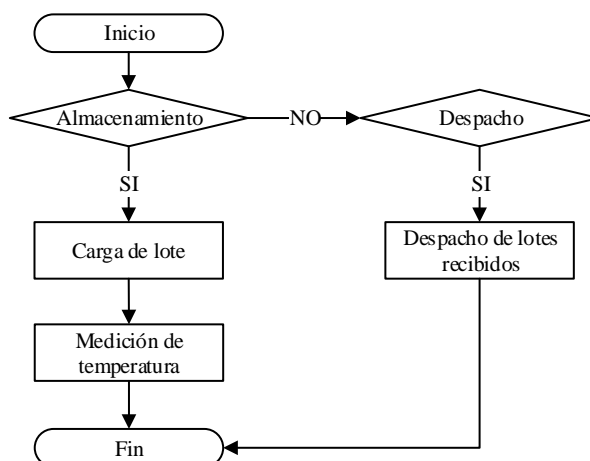 Inicio
Almacenamiento
NO
Despacho
SI
SI
Carga de lote
Despacho de lotes
recibidos
Medición de
temperatura
Fin